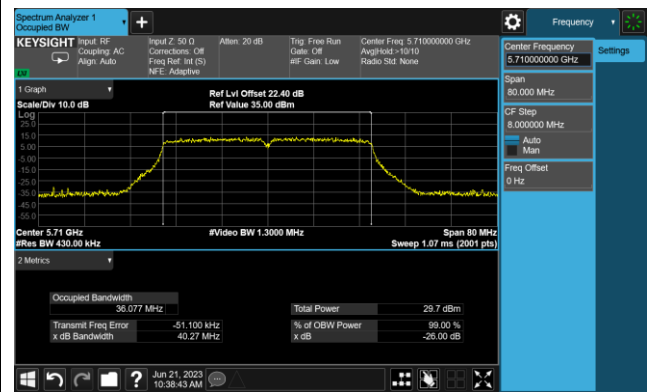 Spectrum Analyzer 1
Occupied BW
Frequency
KEYSIGHT
Input: RF
Coupling: AC
Align: Auto
Input Z: 50 Ω
Corrections: Off
Freq Ref: Int (S)
NFE: Adaptive
Atten: 20 dB
Trig: Free Run
Gate: Off
#IF Gain: Low
Center Freq: 5.710000000 GHz
Avg|Hold:>10/10
Radio Std: None
Center Frequency
5.710000000 GHz
Settings
Span
80.000 MHz
CF Step
8.000000 MHz
Auto
Man
Freq Offset
0 Hz
1 Graph
Scale/Div 10.0 dB
Ref Lvl Offset 22.40 dB
Ref Value 35.00 dBm
Log
25.0
15.0
5.00
-5.00
-15.0
-25.0
-35.0
-45.0
-55.0
Center 5.71 GHz
#Res BW 430.00 kHz
#Video BW 1.3000 MHz
Span 80 MHz
Sweep 1.07 ms (2001 pts)
2 Metrics
Occupied Bandwidth
36.077 MHz
Total Power 29.7 dBm
Transmit Freq Error -51.100 kHz
% of OBW Power 99.00 %
x dB Bandwidth 40.27 MHz
x dB -26.00 dB
?
Jun 21, 2023
10:38:43 AM